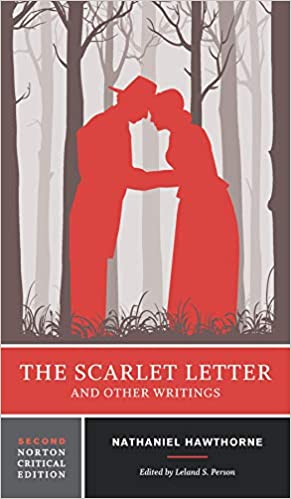 THE SCARLET LETTER
AND OTHER WRITINGS
SECOND
NORTON
CRITICAL
EDITION
NATHANIEL HAWTHORNE
Edited by Leland S. Person